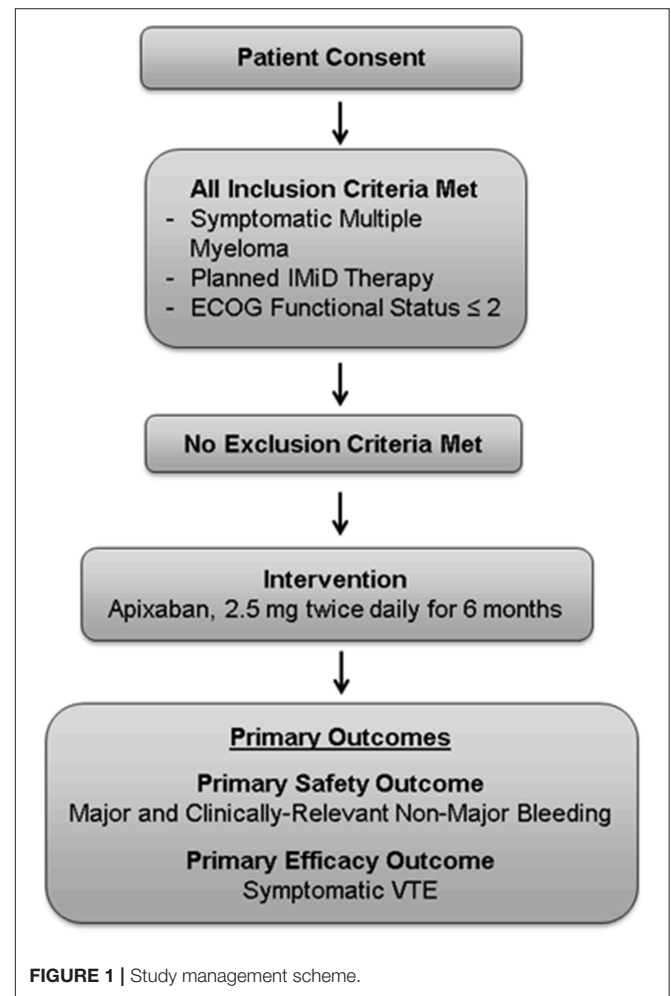 Patient Consent
All Inclusion Criteria Met
- Symptomatic Multiple
Myeloma
- Planned IMiD Therapy
- ECOG Functional Status ≤ 2
No Exclusion Criteria Met
Intervention
Apixaban, 2.5 mg twice daily for 6 months
Primary Outcomes
Primary Safety Outcome
Major and Clinically-Relevant Non-Major Bleeding
Primary Efficacy Outcome
Symptomatic VTE
FIGURE 1 | Study management scheme.